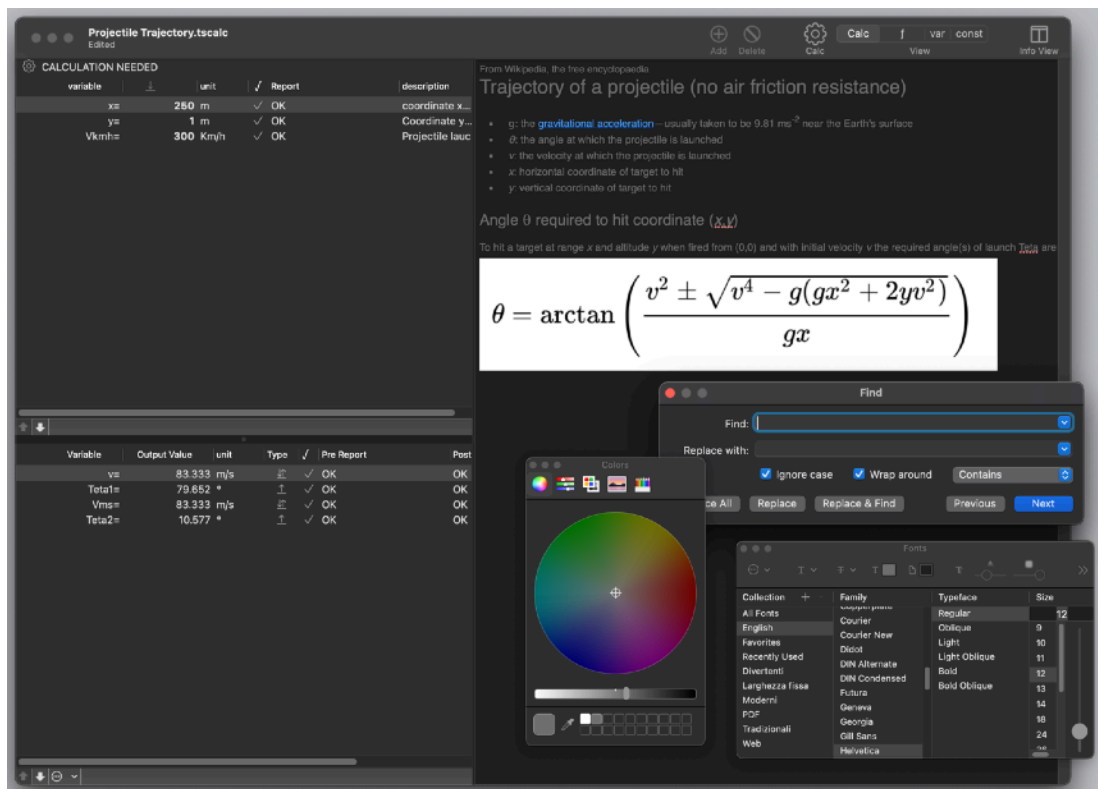 Projectile Trajectory.tscalc
Edited
Add Delete Calc Calc f var const View Info View
CALCULATION NEEDED
variable unit √ Report description
x= 250 m ✓ OK coordinate x...
y= 1 m ✓ OK Coordinate y...
Vkmh= 300 Km/h ✓ OK Projectile lauc
From Wikipedia, the free encyclopaedia
Trajectory of a projectile (no air friction resistance)
• g: the gravitational acceleration—usually taken to be 9.81 ms⁻² near the Earth's surface
• θ: the angle at which the projectile is launched
• v: the velocity at which the projectile is launched
• x: horizontal coordinate of target to hit
• y: vertical coordinate of target to hit
Angle θ required to hit coordinate (x,y)
To hit a target at range x and altitude y when fired from (0,0) and with initial velocity v the required angle(s) of launch Teta are
θ = arctan ( (v² ± √(v⁴ − g(gx² + 2yv²))) / gx )
Variable Output Value unit Type √ Pre Report Post
v= 83.333 m/s ✓ OK OK
Teta1= 79.652 ° ✓ OK OK
Vms= 83.333 m/s ✓ OK OK
Teta2= 10.577 ° ✓ OK OK
Find
Find:
Replace with:
Ignore case Wrap around Contains
ce All Replace Replace & Find Previous Next
Colors
Fonts
Collection + − Family Typeface Size
All Fonts
English
Favorites
Recently Used
Divertenti
Larghezza fissa
Moderni
PDF
Tradizionali
Web
Copperplate
Courier
Courier New
Didot
DIN Alternate
DIN Condensed
Futura
Geneva
Georgia
Gill Sans
Helvetica
Regular
Oblique
Light
Light Oblique
Bold
Bold Oblique
12
9
10
11
12
13
14
18
24